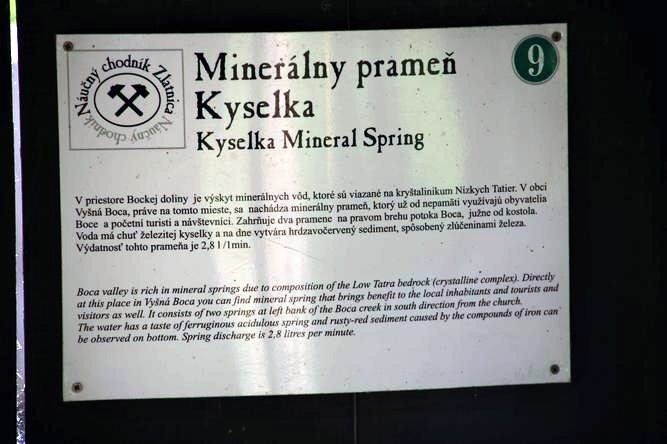 Náučný chodník Zlatníca
Náučný chodník
9
Minerálny prameň
Kyselka
Kyselka Mineral Spring
V priestore Bockej doliny je výskyt minerálnych vôd, ktoré sú viazané na kryštalinikum Nízkych Tatier. V obci
Vyšná Boca, práve na tomto mieste, sa nachádza minerálny prameň, ktorý už od nepamäti využívajú obyvatelia
Boce a početní turisti a návštevníci. Zahrňuje dva pramene na pravom brehu potoka Boca, južne od kostola.
Voda má chuť železitej kyselky a na dne vytvára hrdzavočervený sediment, spôsobený zlúčeninami železa.
Výdatnosť tohto prameňa je 2,8 l /1min.
Boca valley is rich in mineral springs due to composition of the Low Tatra bedrock (crystalline complex). Directly
at this place in Vyšná Boca you can find mineral spring that brings benefit to the local inhabitants and tourists and
visitors as well. It consists of two springs at left bank of the Boca creek in south direction from the church.
The water has a taste of ferruginous acidulous spring and rusty-red sediment caused by the compounds of iron can
be observed on bottom. Spring discharge is 2,8 litres per minute.